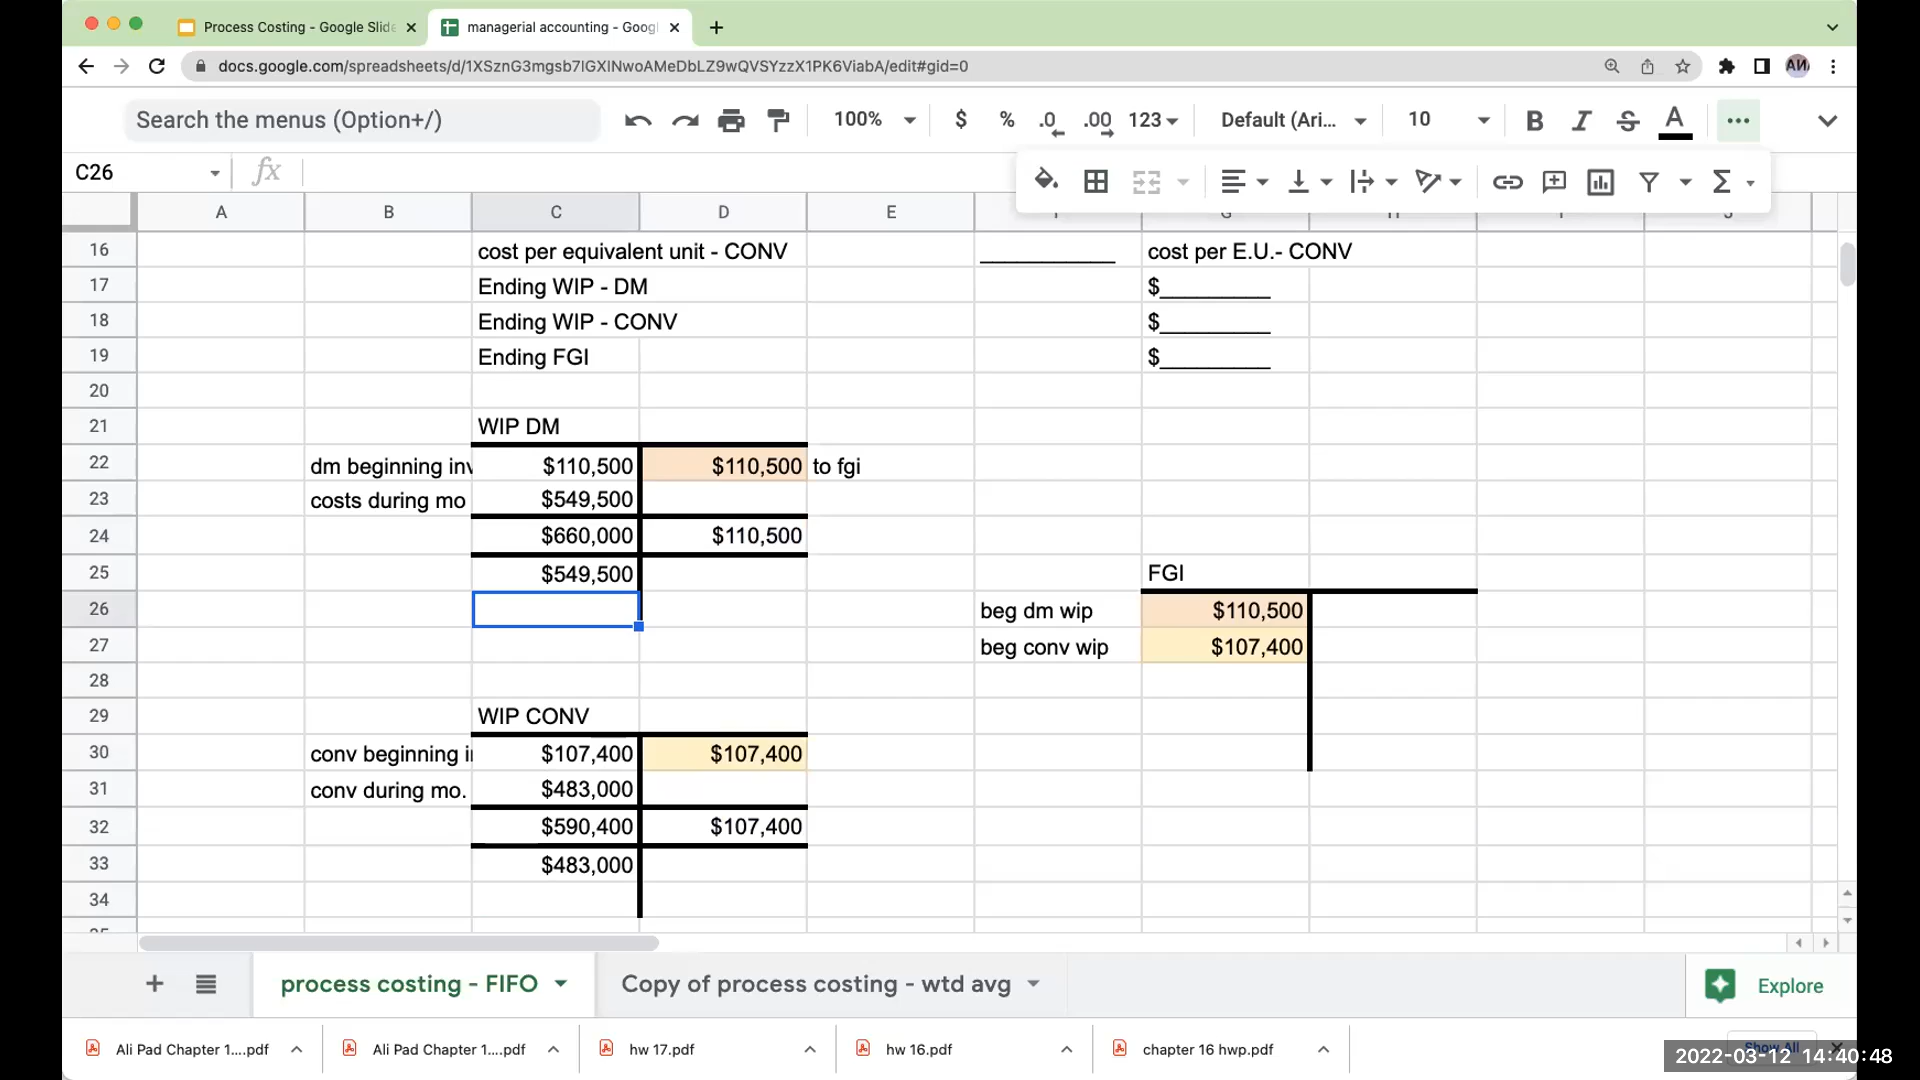 Process Costing - Google Slide
managerial accounting - Googl
docs.google.com/spreadsheets/d/1XSznG3mgsb7lGXINwoAMeDbLZ9wQVSYzzX1PK6ViabA/edit#gid=0
Search the menus (Option+/)
100% $ % .0 .00 123 Default (Ari... 10 B I S A
C26 fx
A B C D E
16 cost per equivalent unit - CONV ___________ cost per E.U.- CONV
17 Ending WIP - DM $_________
18 Ending WIP - CONV $_________
19 Ending FGI $_________
20
21 WIP DM
22 dm beginning inv $110,500 $110,500 to fgi
23 costs during mo $549,500
24 $660,000 $110,500
25 $549,500 FGI
26 beg dm wip $110,500
27 beg conv wip $107,400
28
29 WIP CONV
30 conv beginning i $107,400 $107,400
31 conv during mo. $483,000
32 $590,400 $107,400
33 $483,000
34
process costing - FIFO Copy of process costing - wtd avg Explore
Ali Pad Chapter 1....pdf Ali Pad Chapter 1....pdf hw 17.pdf hw 16.pdf chapter 16 hwp.pdf Show All
2022-03-12 14:40:48